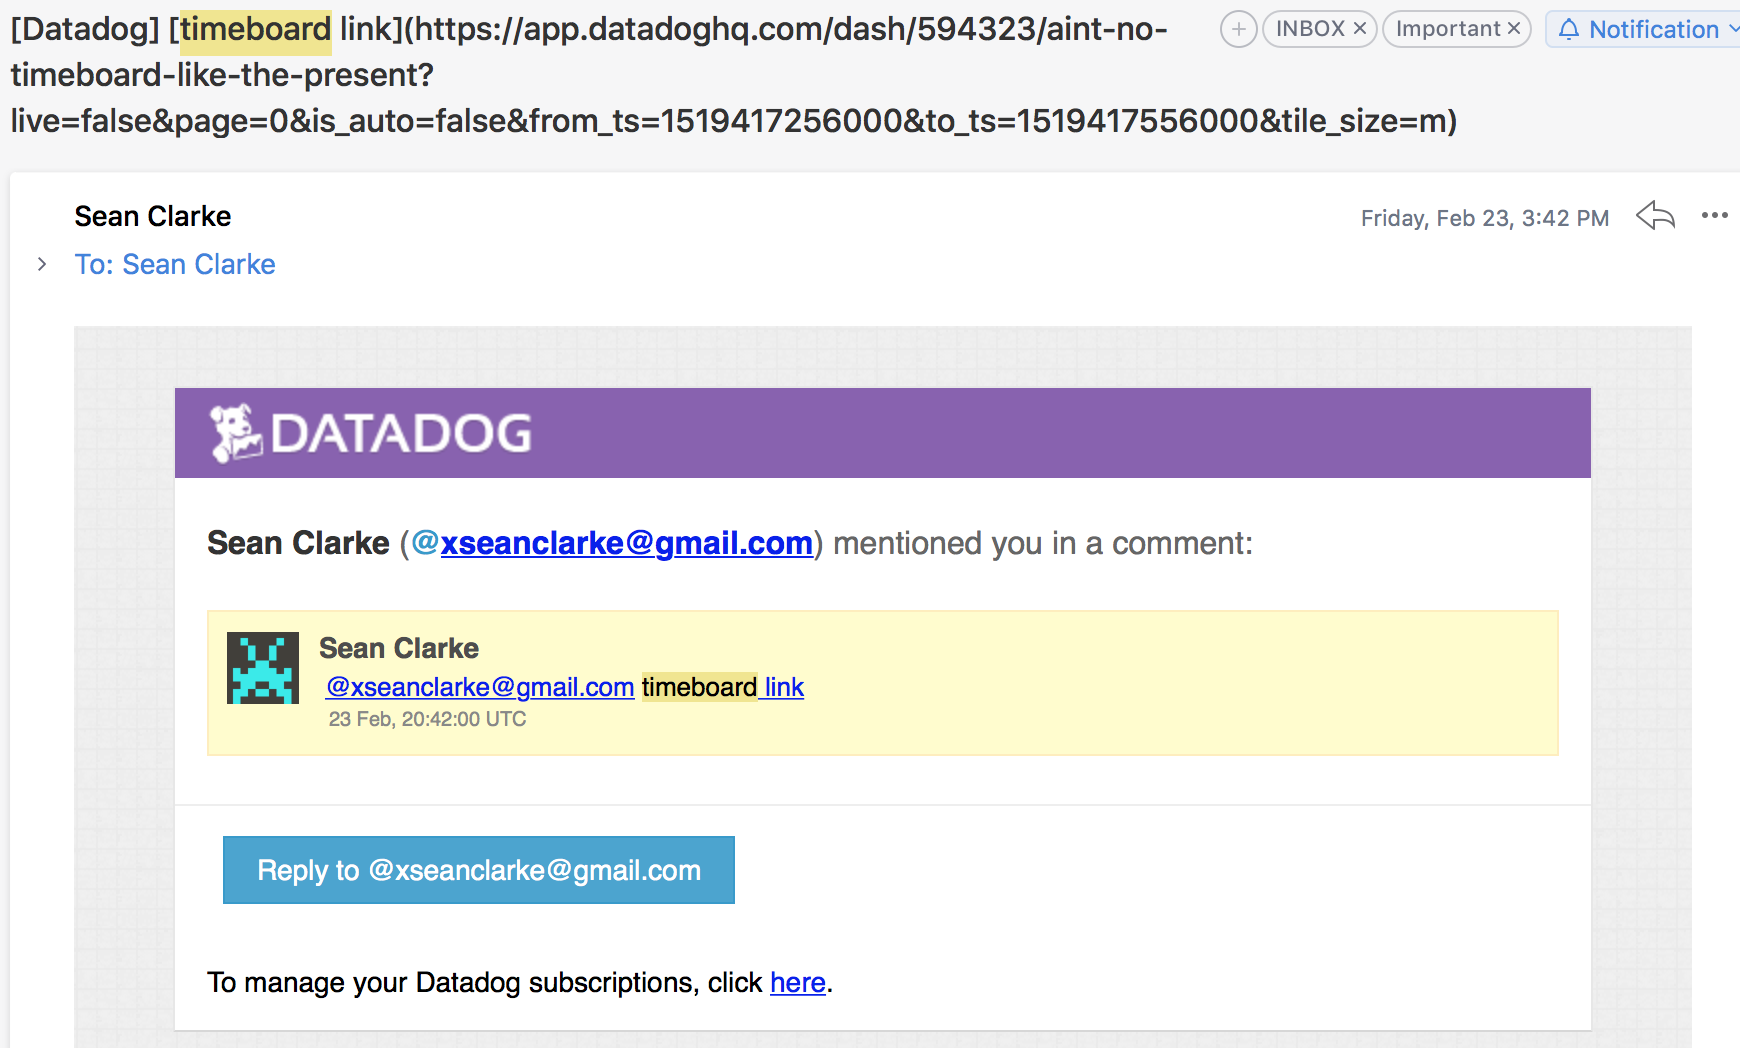 [Datadog] [timeboard link](https://app.datadoghq.com/dash/594323/aint-no-
timeboard-like-the-present?
live=false&page=0&is_auto=false&from_ts=1519417256000&to_ts=1519417556000&tile_size=m)
INBOX
Important
Notification
Sean Clarke
Friday, Feb 23, 3:42 PM
To: Sean Clarke
DATADOG
Sean Clarke (@xseanclarke@gmail.com) mentioned you in a comment:
Sean Clarke
@xseanclarke@gmail.com timeboard link
23 Feb, 20:42:00 UTC
Reply to @xseanclarke@gmail.com
To manage your Datadog subscriptions, click here.